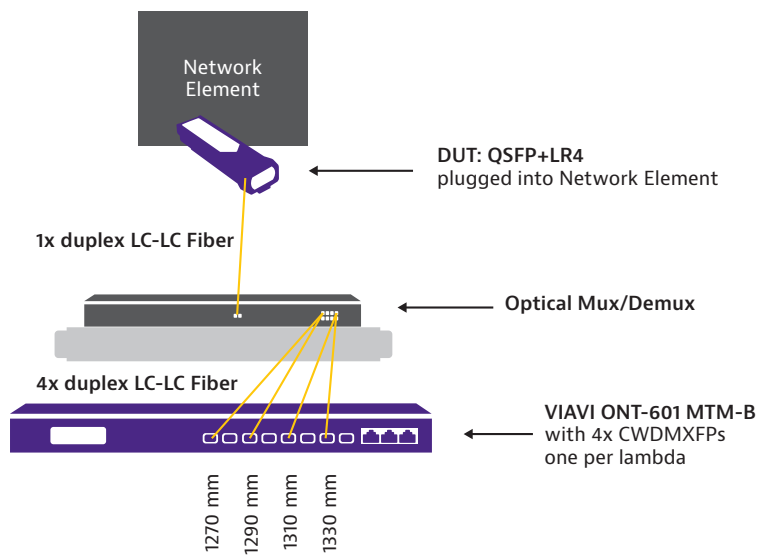 Network
Element
DUT: QSFP+LR4
plugged into Network Element
1x duplex LC-LC Fiber
Optical Mux/Demux
4x duplex LC-LC Fiber
VIAVI ONT-601 MTM-B
with 4x CWDMXFPs
one per lambda
1270 mm
1290 mm
1310 mm
1330 mm